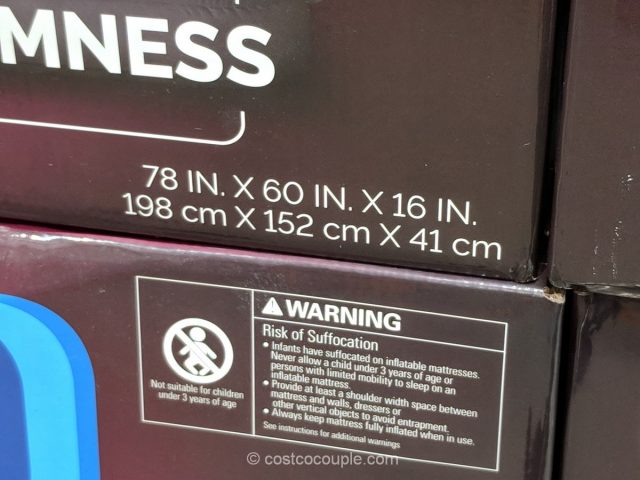 MNESS
78 IN. X 60 IN. X 16 IN.
198 cm X 152 cm X 41 cm
WARNING
Risk of Suffocation
• Infants have suffocated on inflatable mattresses.
Never allow a child under 3 years of age or
persons with limited mobility to sleep on an
inflatable mattress.
• Provide at least a shoulder width space between
mattress and walls, dressers or
other vertical objects to avoid entrapment.
• Always keep mattress fully inflated when in use.
See instructions for additional warnings
Not suitable for children
under 3 years of age
© costcocouple.com